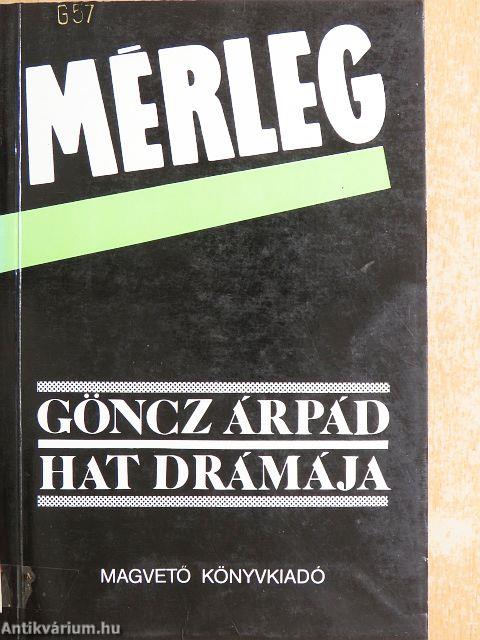 G57
MÉRLEG
GÖNCZ ÁRPÁD
HAT DRÁMÁJA
MAGVETŐ KÖNYVKIADÓ
Antikvárium.hu